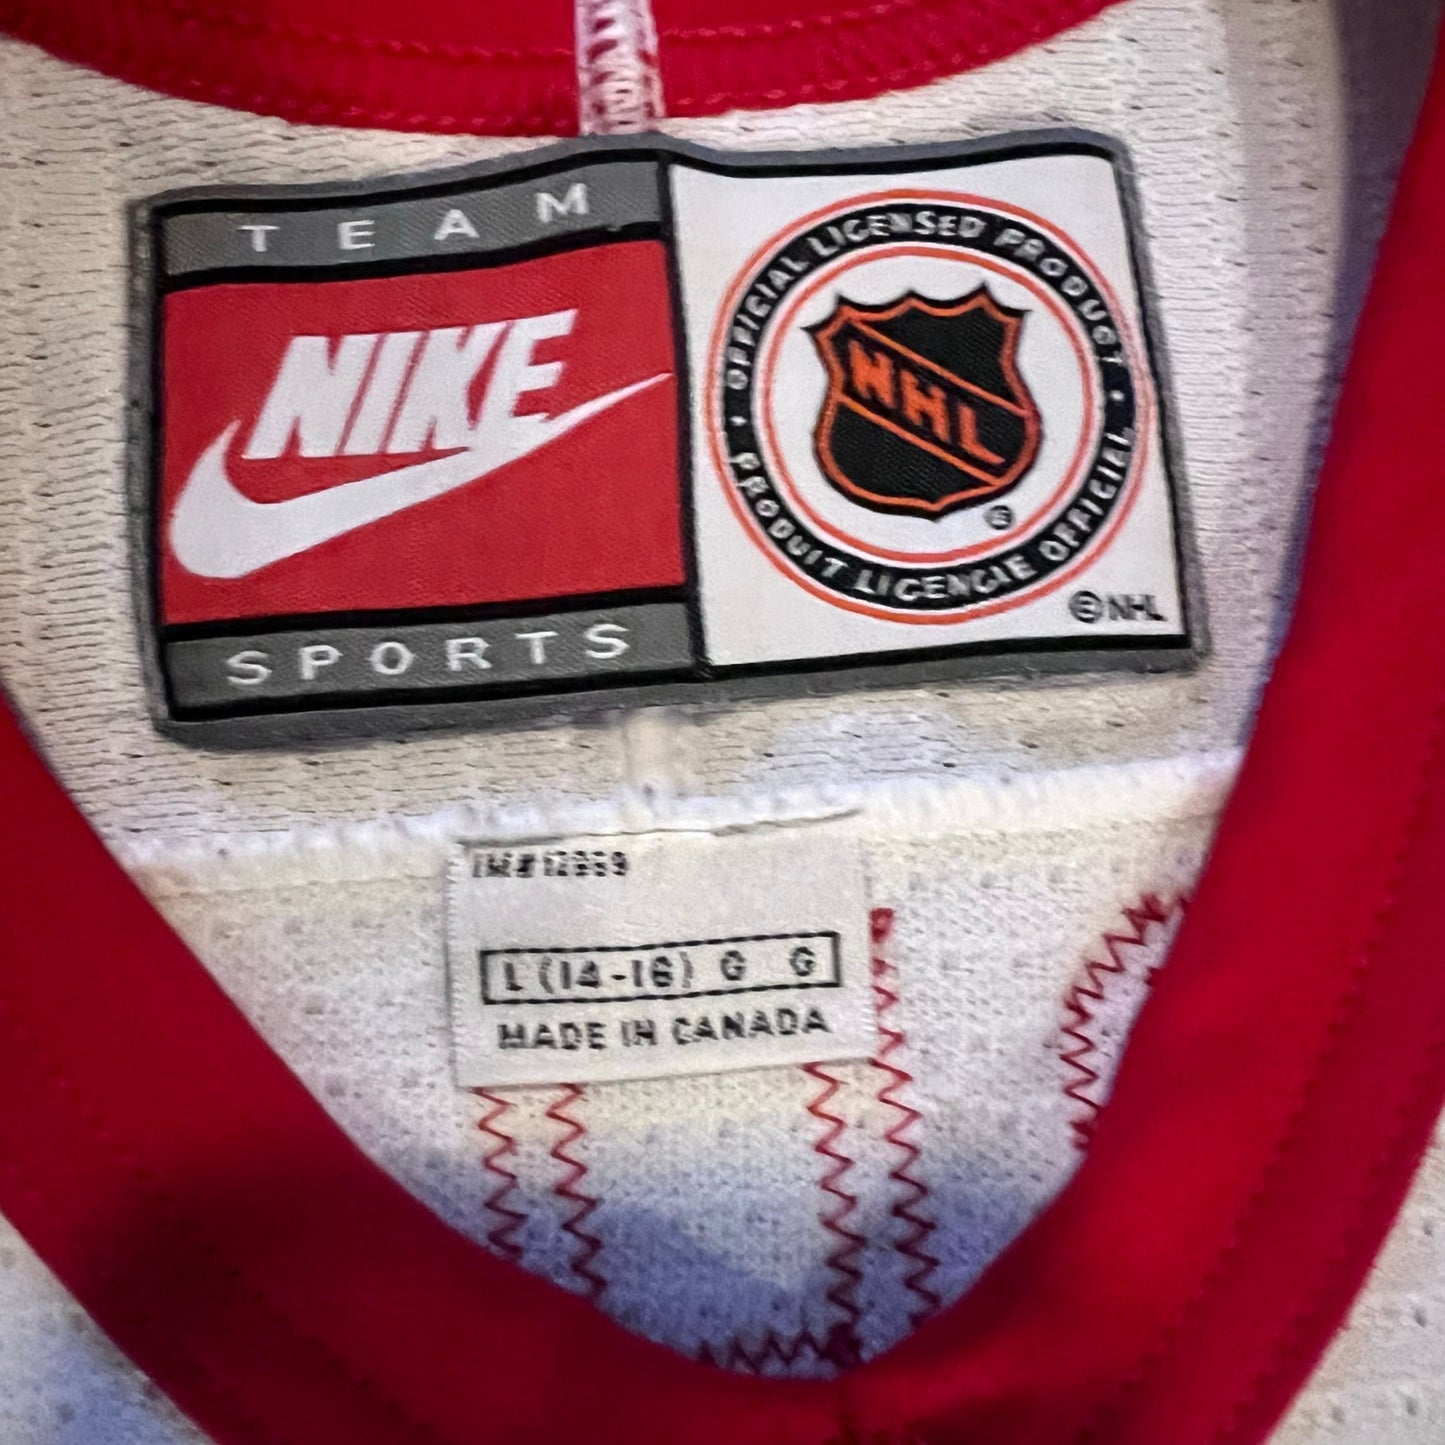 TEAM
NIKE
SPORTS
OFFICIAL LICENSED PRODUCT
NHL
PRODUIT LICENCIE OFFICIEL
© NHL
L (14-16) G G
MADE IN CANADA